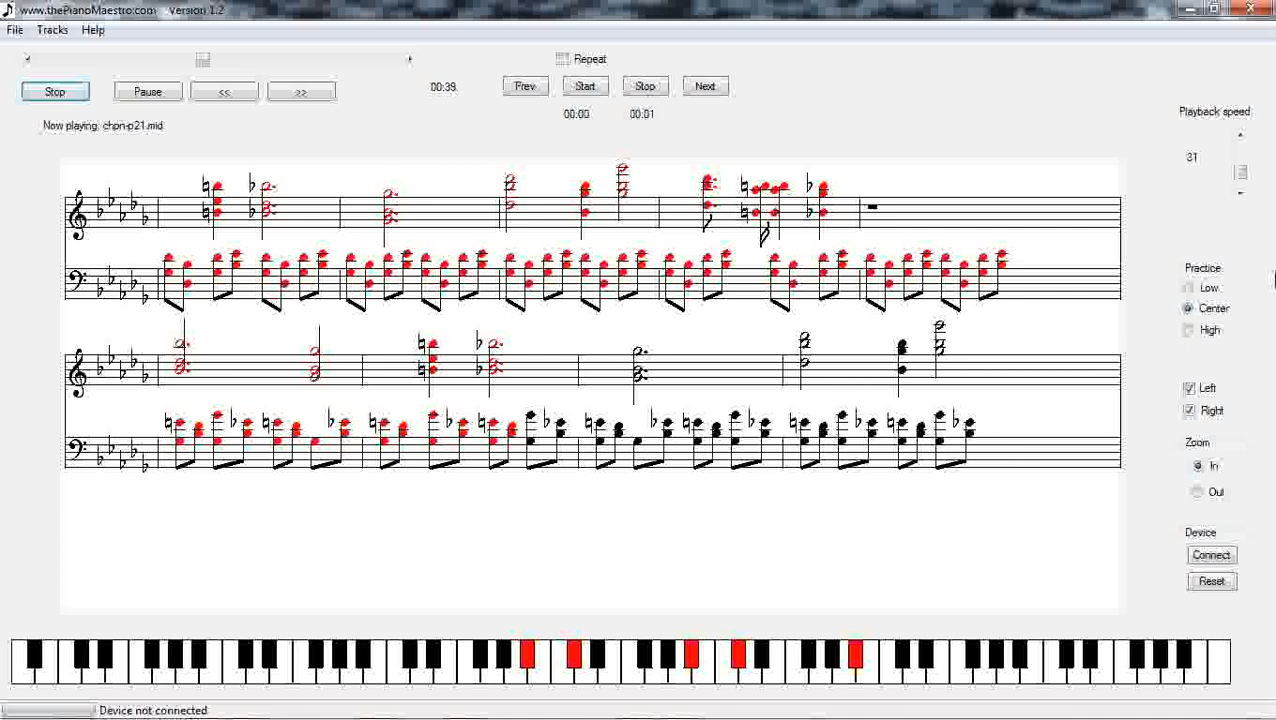 www.thePianoMaestro.com Version 1.2
File Tracks Help
Repeat
Stop Pause << >> 00:39 Prev Start Stop Next
00:00 00:01
Playback speed
Now playing: chpn-p21.mid
31
Practice
Low
Center
High
Left
Right
Zoom
In
Out
Device
Connect
Reset
Device not connected